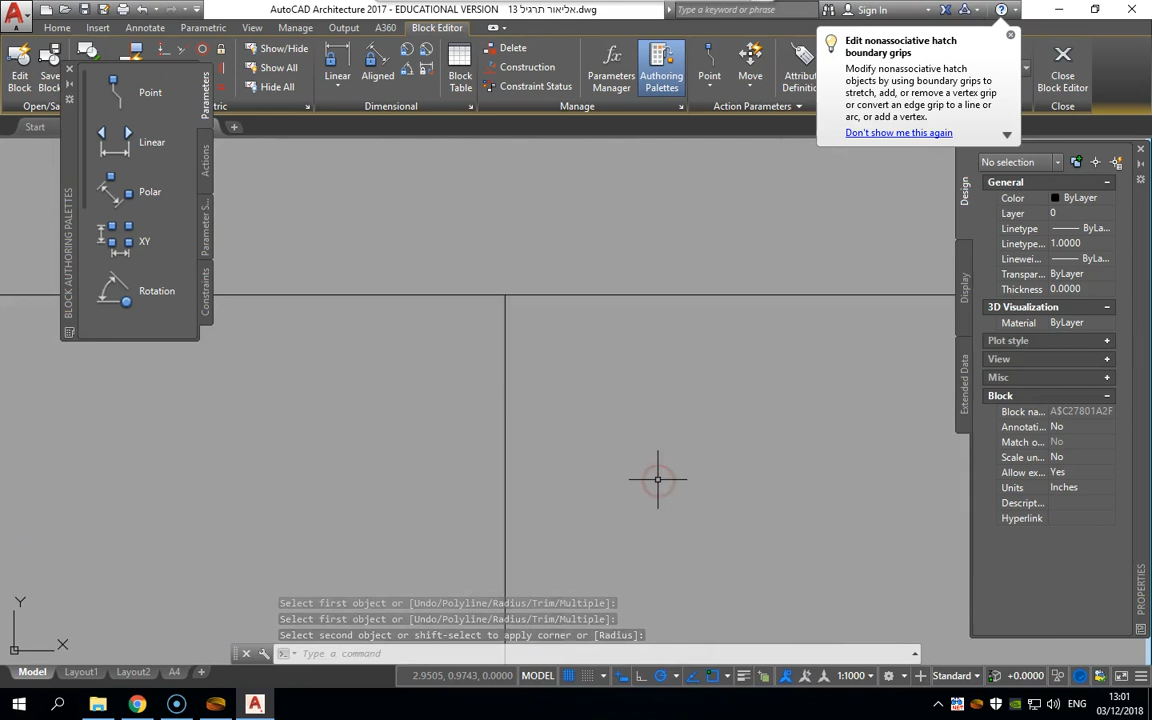 AutoCAD Architecture 2017 - EDUCATIONAL VERSION    אליאור תרגיל 13.dwg
Type a keyword or phrase
Sign In
Home
Insert
Annotate
Parametric
View
Manage
Output
A360
Block Editor
Edit
Block
Save
Block
Show/Hide
Show All
Hide All
Linear
Aligned
Block
Table
Delete
Construction
Constraint Status
Parameters
Manager
Authoring
Palettes
Point
Move
Attribut
Definitio
Close
Block Editor
Open/Sa
Dimensional
Manage
Action Parameters
Close
Edit nonassociative hatch
boundary grips
Modify nonassociative hatch
objects by using boundary grips to
stretch, add, or remove a vertex grip
or convert an edge grip to a line or
arc, or add a vertex.
Don't show me this again
Start
BLOCK AUTHORING PALETTES
Point
Linear
Polar
XY
Rotation
Parameters
Actions
Parameter S...
Constraints
No selection
Design
Display
Extended Data
General
Color ByLayer
Layer 0
Linetype ByLa...
Linetype... 1.0000
Linewei... ByLa...
Transpar... ByLayer
Thickness 0.0000
3D Visualization
Material ByLayer
Plot style
View
Misc
Block
Block na... A$C27801A2F
Annotati... No
Match o... No
Scale un... No
Allow ex... Yes
Units Inches
Descript...
Hyperlink
PROPERTIES
Y
X
Select first object or [Undo/Polyline/Radius/Trim/Multiple]:
Select first object or [Undo/Polyline/Radius/Trim/Multiple]:
Select second object or shift-select to apply corner or [Radius]:
Type a command
Model
Layout1
Layout2
A4
2.9505, 0.9743, 0.0000
MODEL
1:1000
Standard
+0.0000
ENG
13:01
03/12/2018